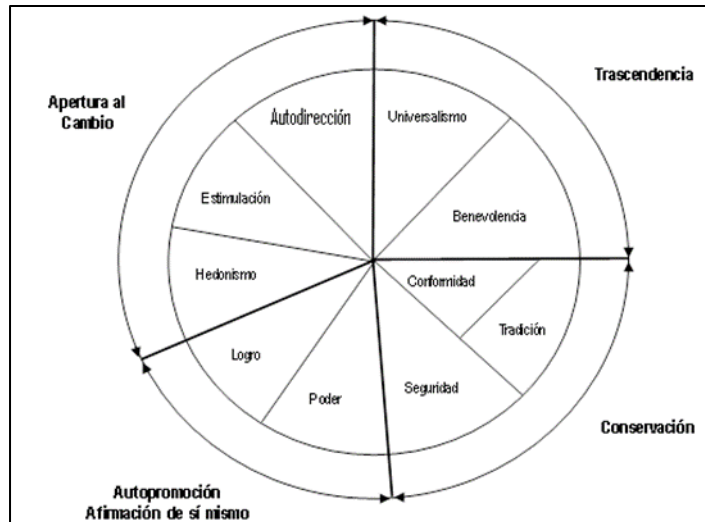 Trascendencia
Apertura al
Cambio
Autodirección
Universalismo
Estimulación
Benevolencia
Hedonismo
Conformidad
Tradición
Logro
Poder
Seguridad
Conservación
Autopromoción
Afirmación de sí mismo